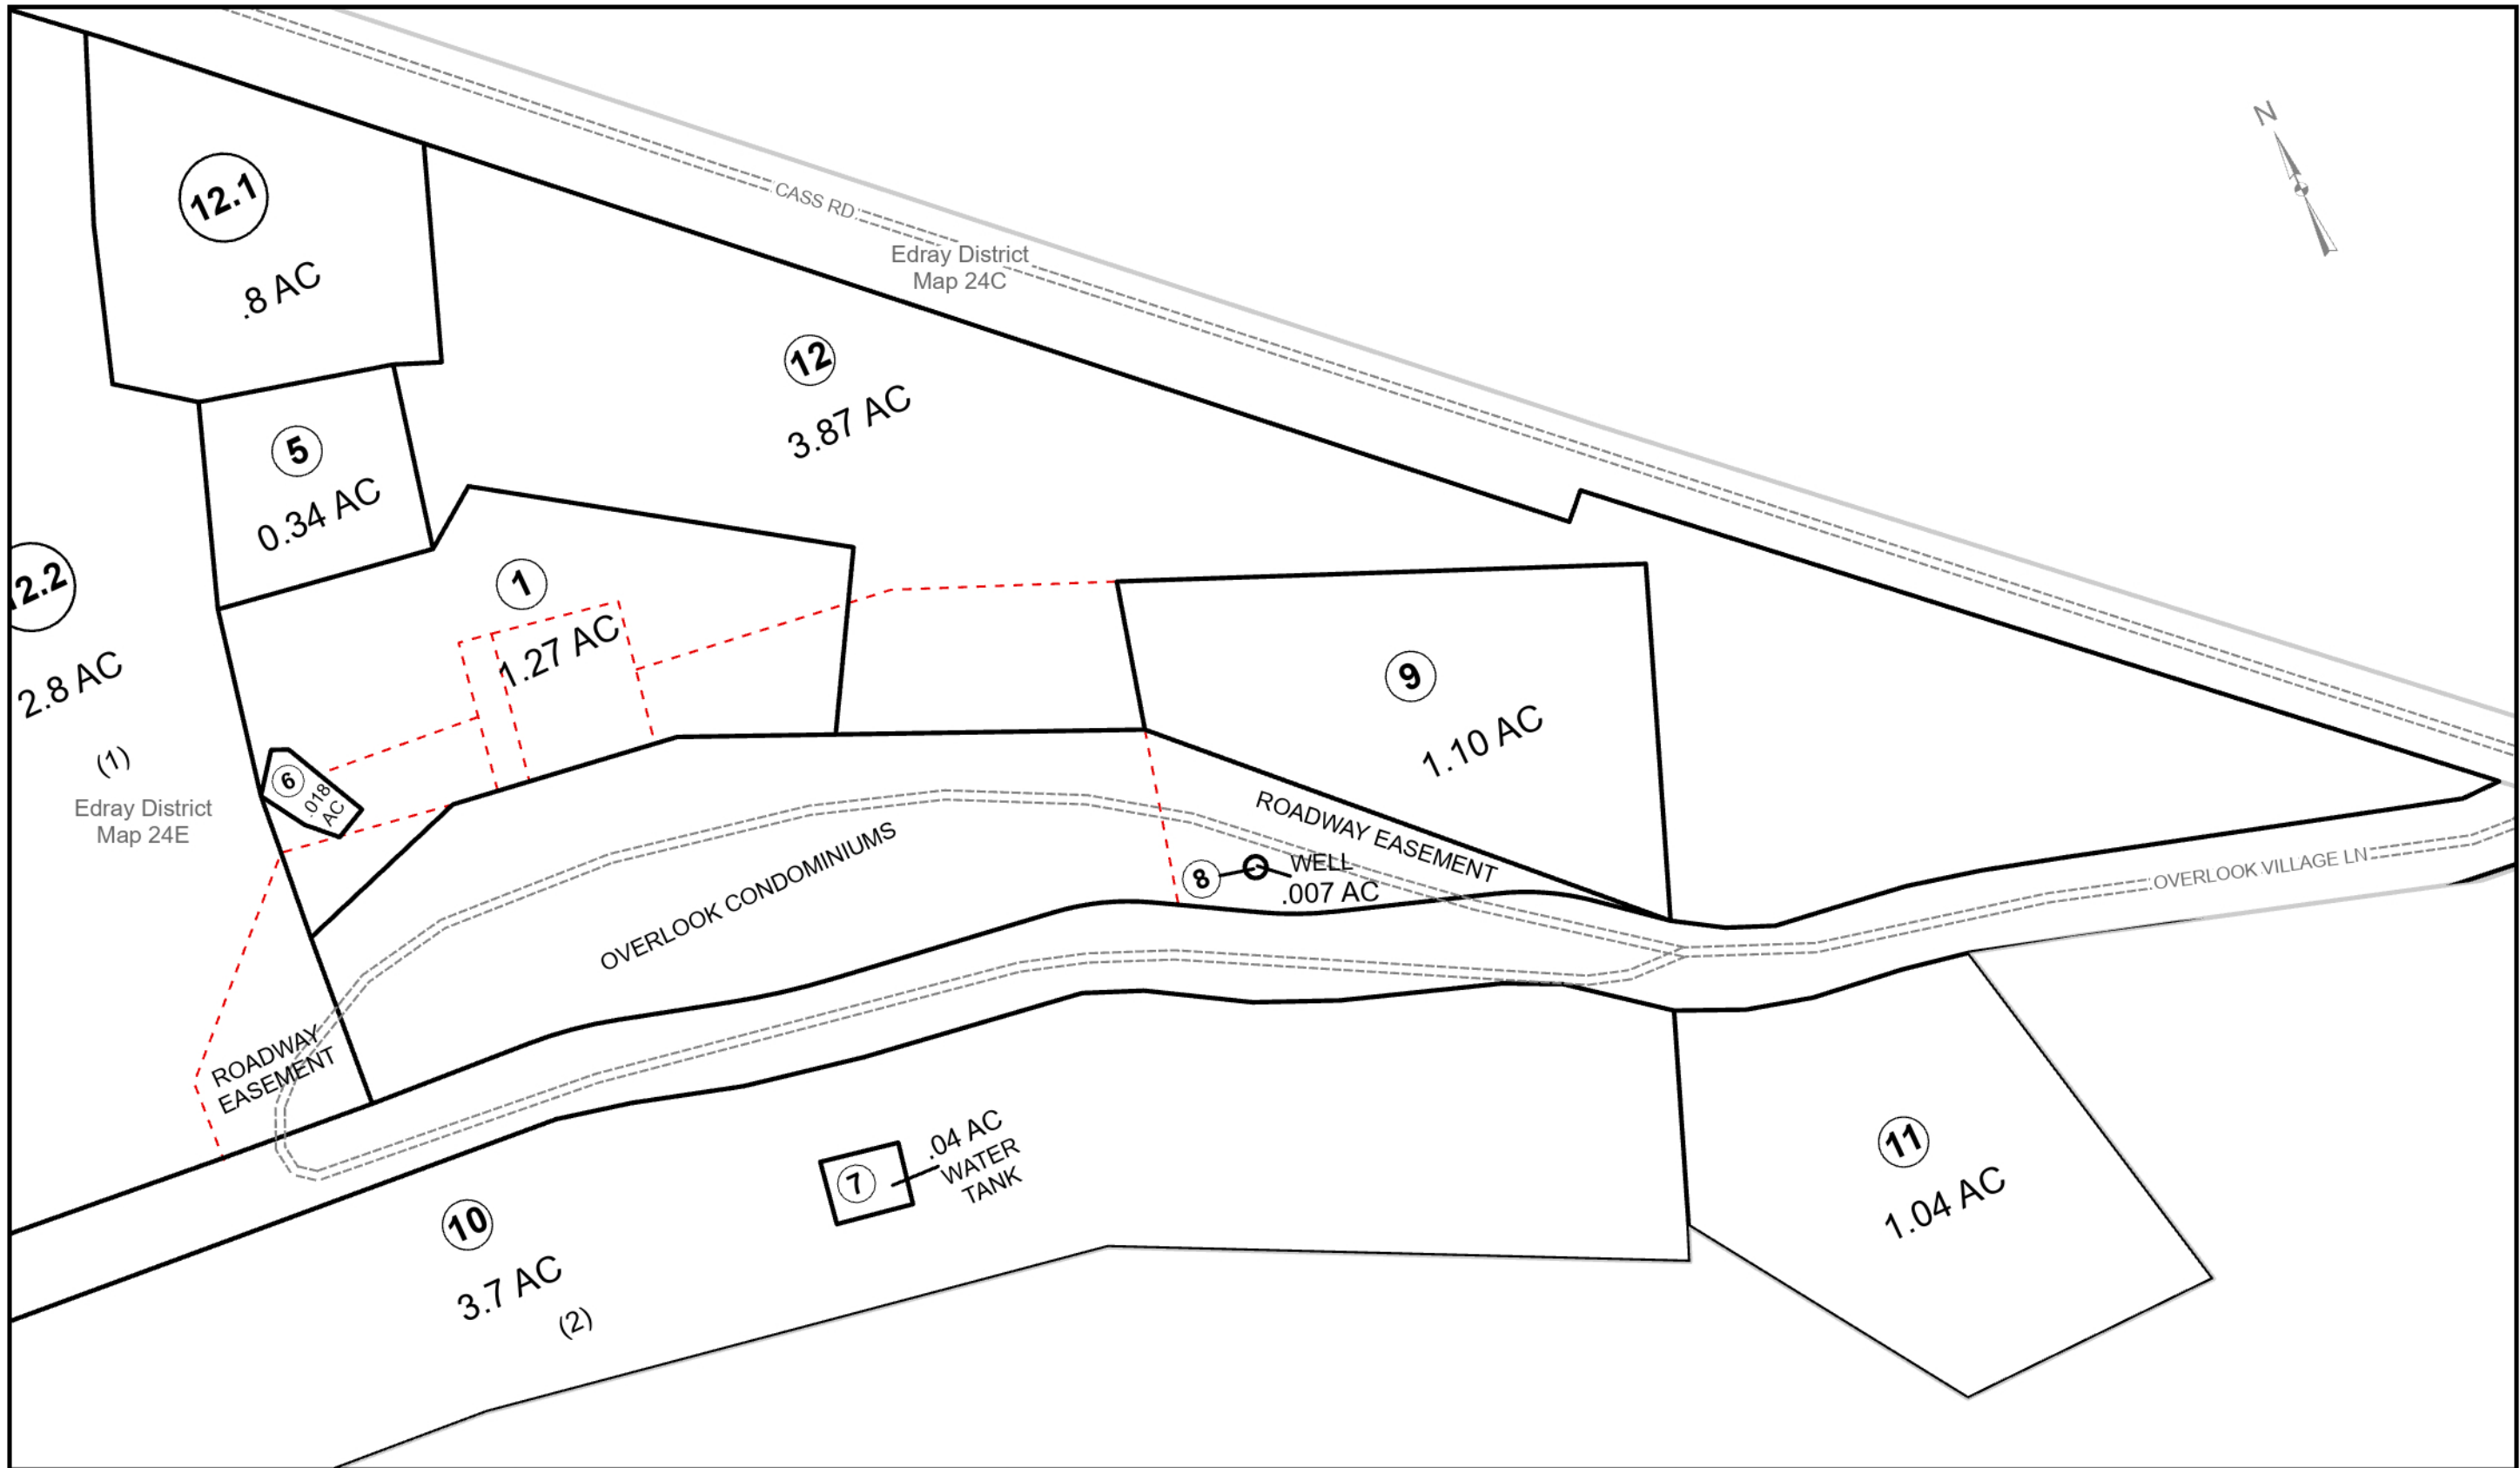 N
12.1
.8 AC
CASS RD
Edray District
Map 24C
12
3.87 AC
5
0.34 AC
1
1.27 AC
2.2
2.8 AC
(1)
Edray District
Map 24E
6
.018
AC
9
1.10 AC
ROADWAY EASEMENT
8
WELL
.007 AC
OVERLOOK CONDOMINIUMS
OVERLOOK VILLAGE LN
ROADWAY
EASEMENT
7
.04 AC
WATER
TANK
10
3.7 AC
(2)
11
1.04 AC